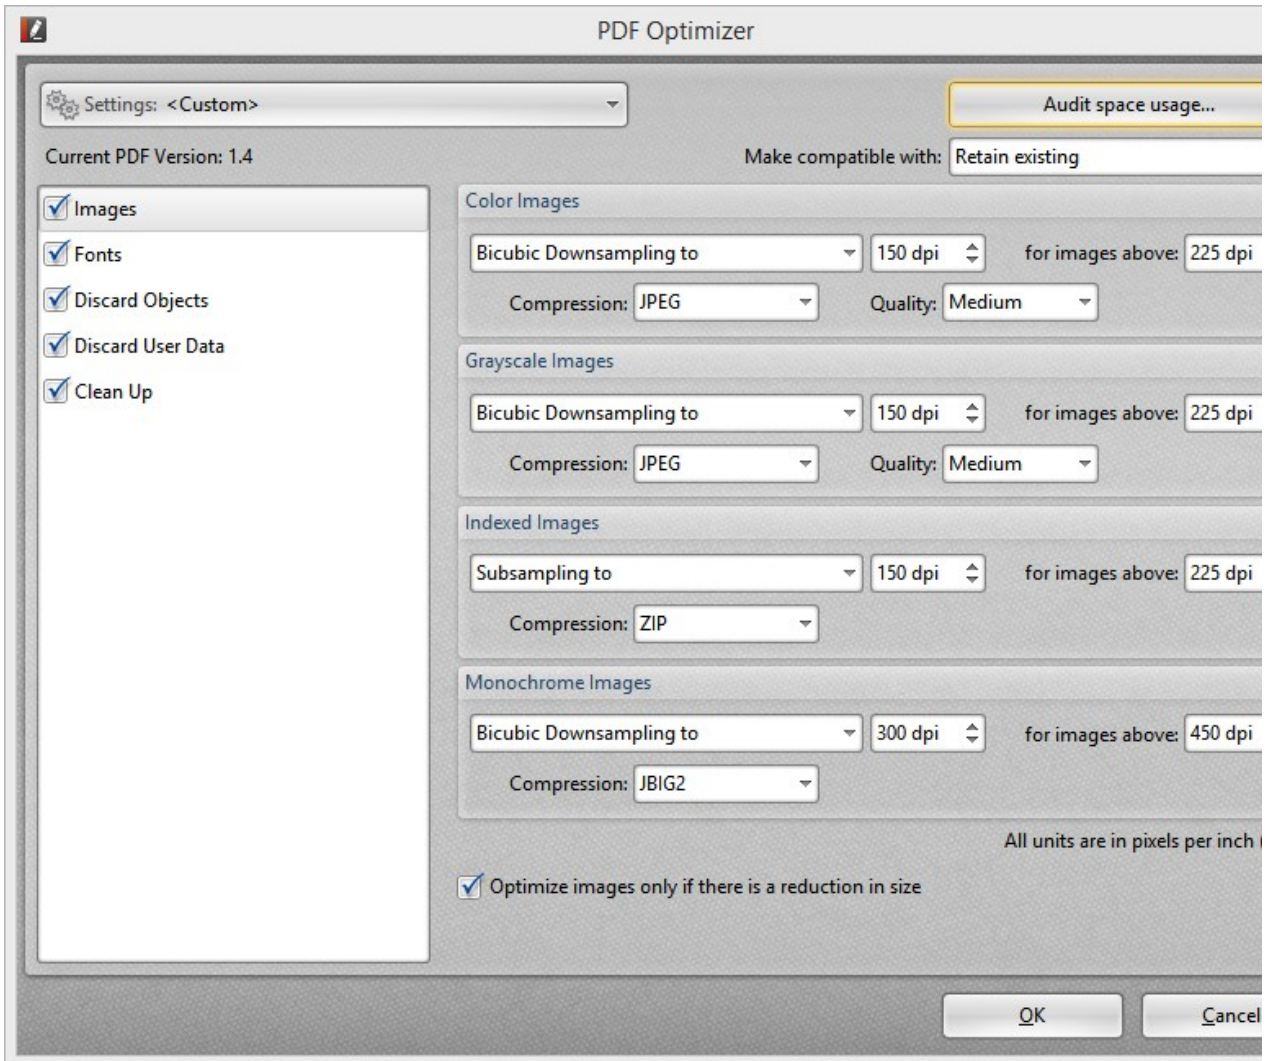 PDF Optimizer
Settings: <Custom>
Audit space usage...
Current PDF Version: 1.4
Make compatible with: Retain existing
Images
Fonts
Discard Objects
Discard User Data
Clean Up
Color Images
Bicubic Downsampling to 150 dpi for images above: 225 dpi
Compression: JPEG Quality: Medium
Grayscale Images
Bicubic Downsampling to 150 dpi for images above: 225 dpi
Compression: JPEG Quality: Medium
Indexed Images
Subsampling to 150 dpi for images above: 225 dpi
Compression: ZIP
Monochrome Images
Bicubic Downsampling to 300 dpi for images above: 450 dpi
Compression: JBIG2
All units are in pixels per inch (
Optimize images only if there is a reduction in size
OK Cancel